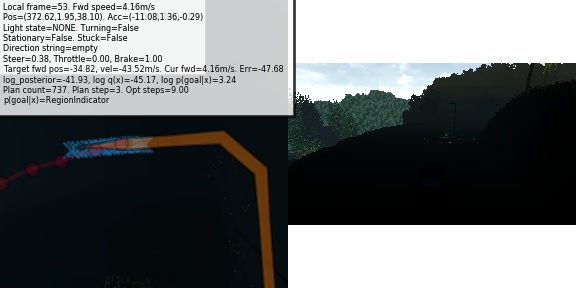 Local frame=53. Fwd speed=4.16m/s
Pos=(372.62,1.95,38.10). Acc=(-11.08,1.36,-0.29)
Light state=NONE. Turning=False
Stationary=False. Stuck=False
Direction string=empty
Steer=0.38, Throttle=0.00, Brake=1.00
Target fwd pos=-34.82, vel=-43.52m/s. Cur fwd=4.16m/s. Err=-47.68
log_posterior=-41.93, log q(x)=-45.17, log p(goal|x)=3.24
Plan count=737. Plan step=3. Opt steps=9.00
p(goal|x)=RegionIndicator